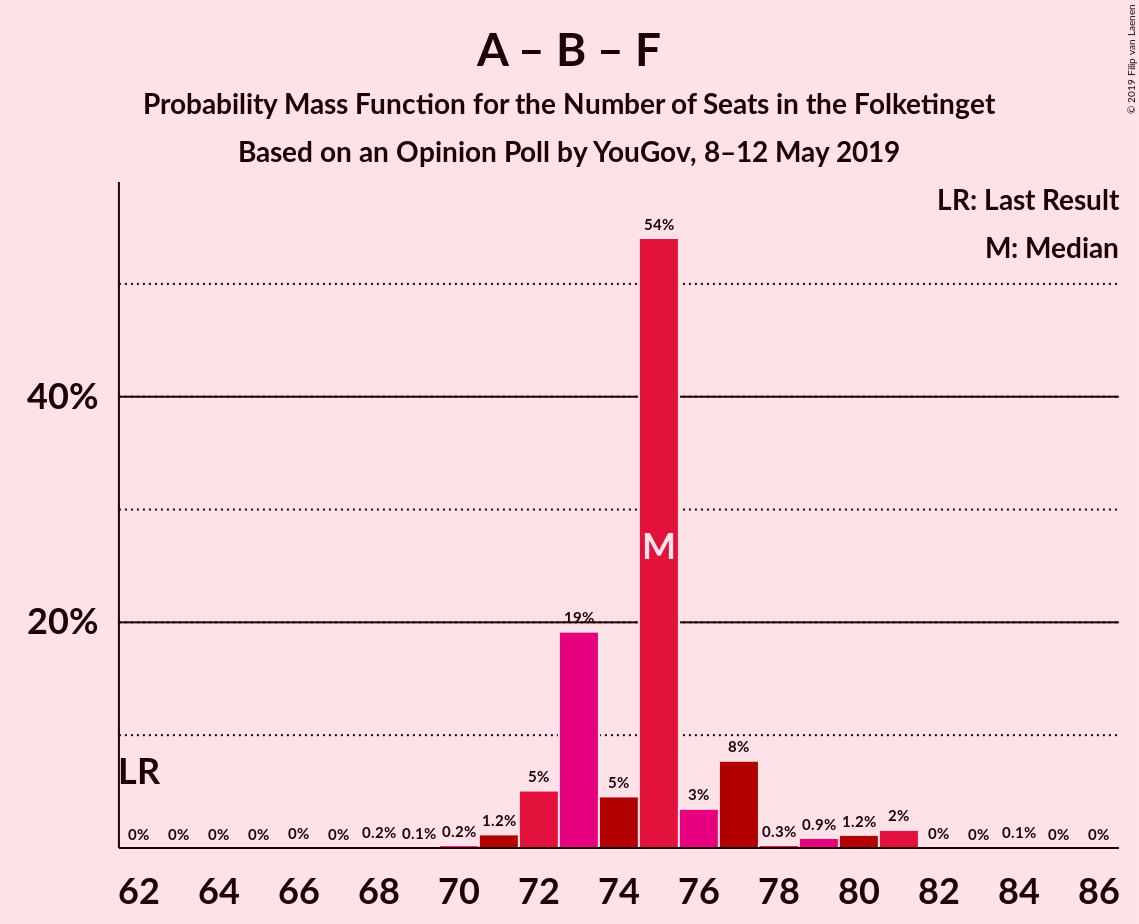 A – B – F
Probability Mass Function for the Number of Seats in the Folketinget
Based on an Opinion Poll by YouGov, 8–12 May 2019
© 2019 Filip van Laenen
LR: Last Result
M: Median
54%
40%
M
20%
19%
LR
0% 0% 0% 0% 0% 0% 0.2% 0.1% 0.2% 1.2% 5% 5% 3% 8% 0.3% 0.9% 1.2% 2% 0% 0% 0.1% 0% 0%
62 64 66 68 70 72 74 76 78 80 82 84 86